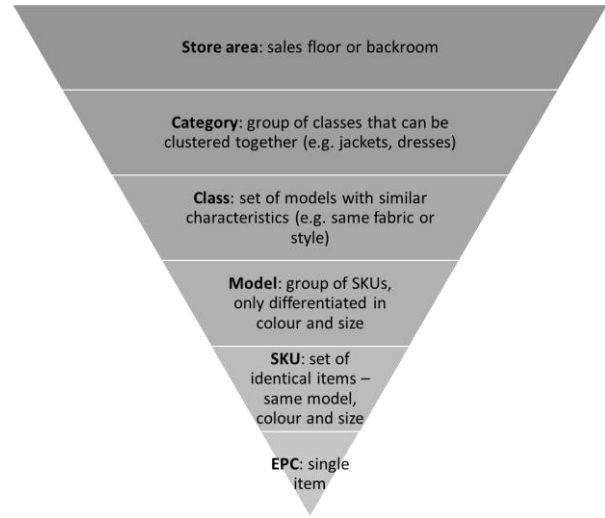 Store area: sales floor or backroom
Category: group of classes that can be
clustered together (e.g. jackets, dresses)
Class: set of models with similar
characteristics (e.g. same fabric or
style)
Model: group of SKUs,
only differentiated in
colour and size
SKU: set of
identical items –
same model,
colour and size
EPC: single
item